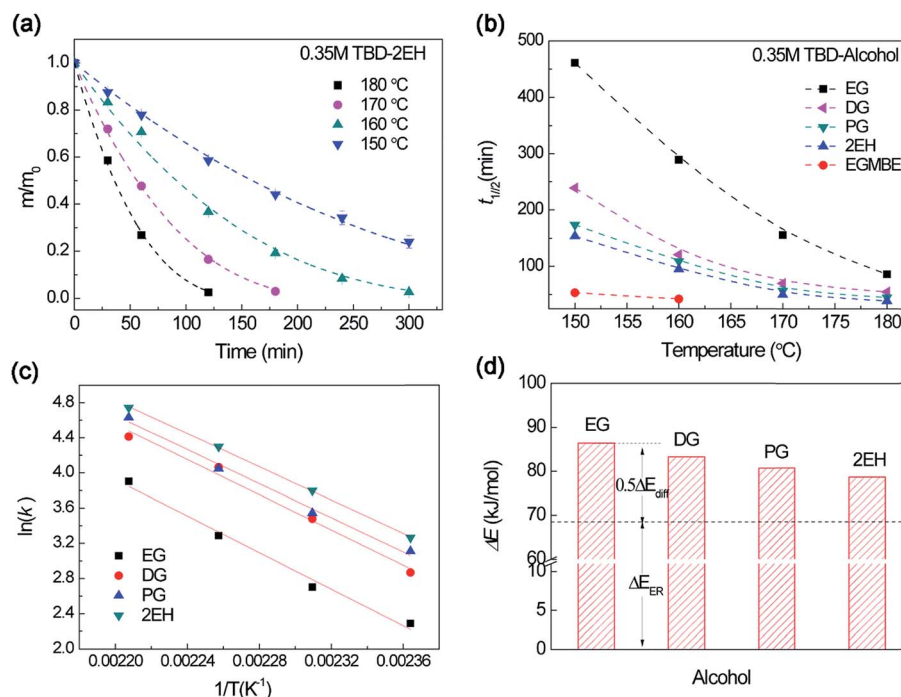 (a)
0.35M TBD-2EH
180 °C
170 °C
160 °C
150 °C
1.0
0.8
0.6
0.4
0.2
0.0
m/m0
0 50 100 150 200 250 300
Time (min)
(b)
0.35M TBD-Alcohol
EG
DG
PG
2EH
EGMBE
500
400
300
200
100
t1//2(min)
150 155 160 165 170 175 180
Temperature (°C)
(c)
4.8
4.4
4.0
3.6
3.2
2.8
2.4
2.0
ln(k)
EG
DG
PG
2EH
0.00220 0.00224 0.00228 0.00232 0.00236
1/T(K-1)
(d)
100
90
80
70
60
10
5
0
ΔE (kJ/mol)
EG
DG
PG
2EH
0.5ΔEdiff
ΔEER
Alcohol